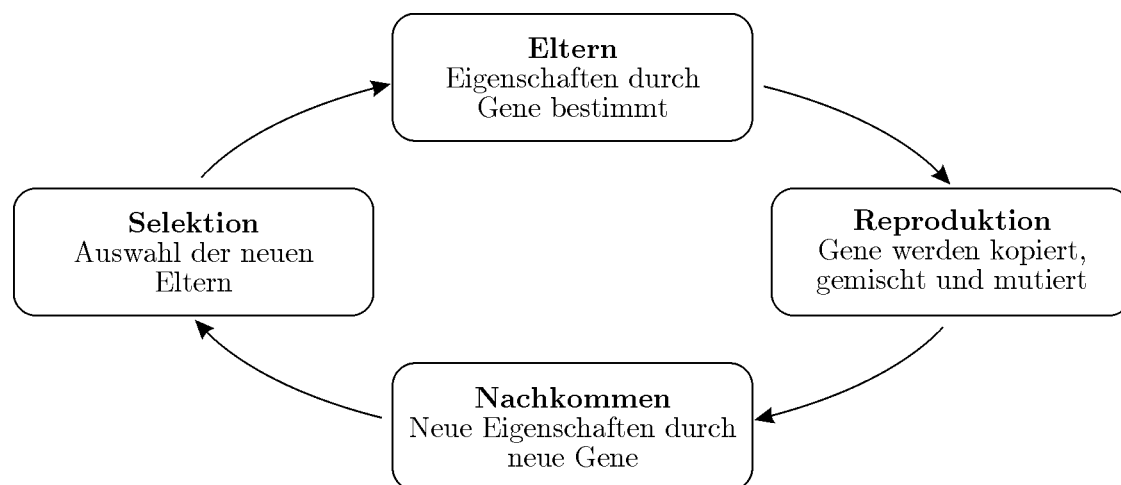 Eltern
Eigenschaften durch
Gene bestimmt
Selektion
Auswahl der neuen
Eltern
Reproduktion
Gene werden kopiert,
gemischt und mutiert
Nachkommen
Neue Eigenschaften durch
neue Gene